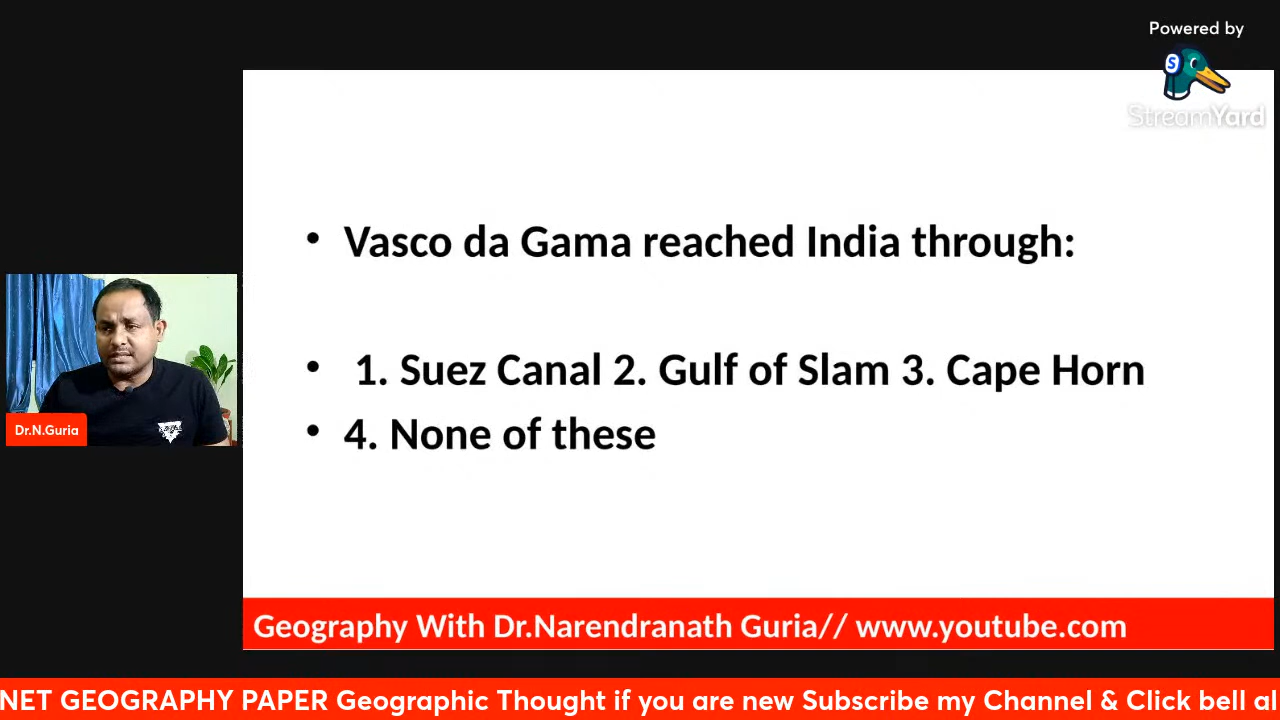 Powered by
StreamYard
• Vasco da Gama reached India through:
• 1. Suez Canal 2. Gulf of Slam 3. Cape Horn
• 4. None of these
Dr.N.Guria
Geography With Dr.Narendranath Guria// www.youtube.com
NET GEOGRAPHY PAPER Geographic Thought if you are new Subscribe my Channel & Click bell al